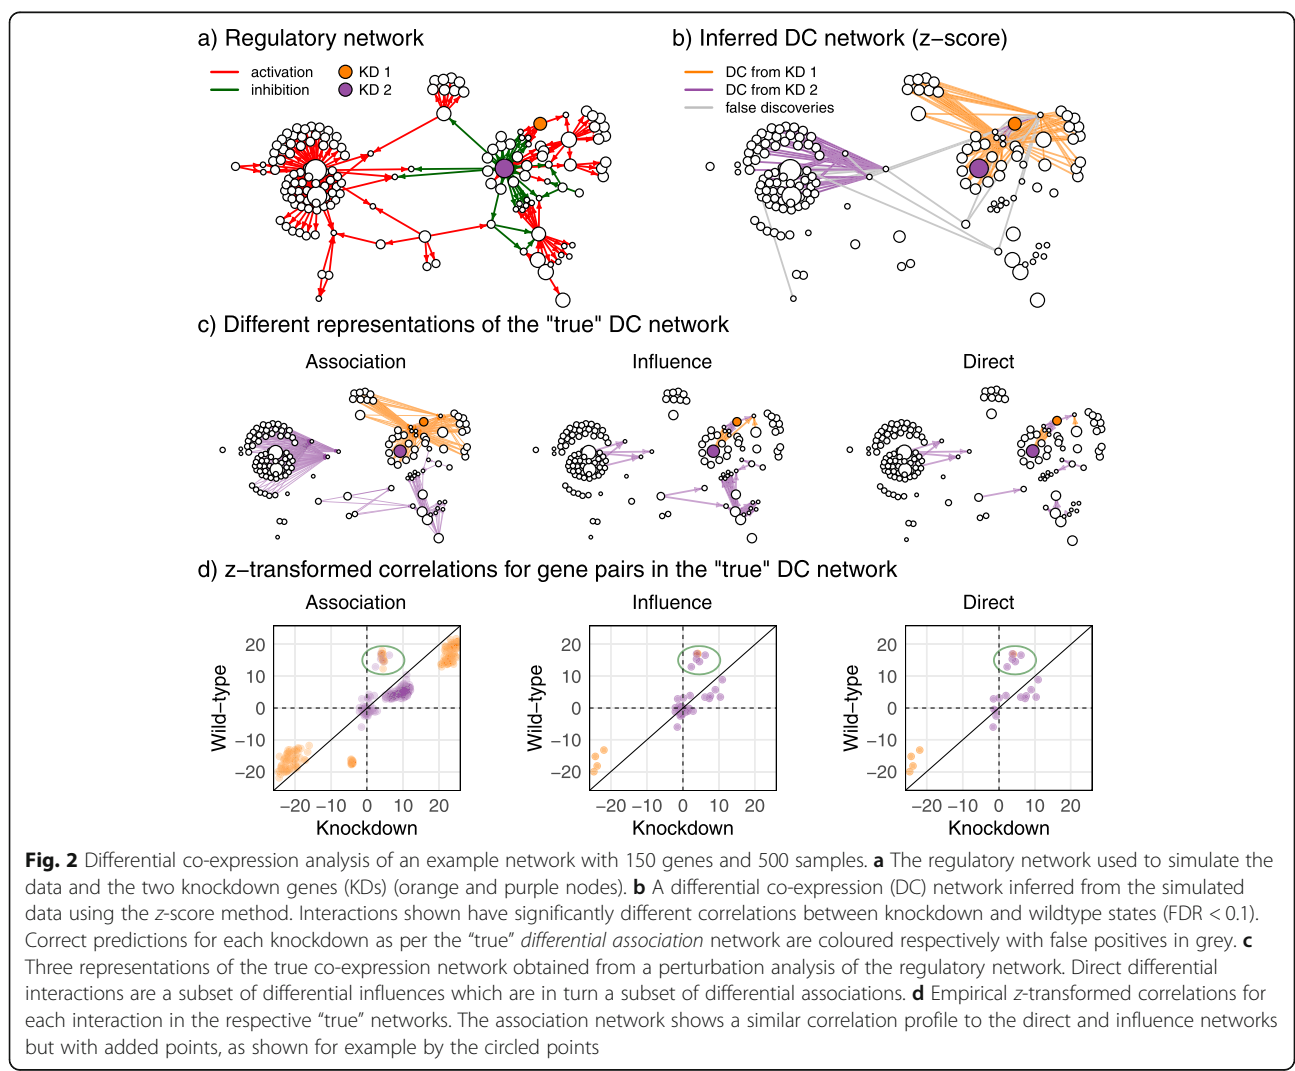 a) Regulatory network
activation
inhibition
KD 1
KD 2
b) Inferred DC network (z−score)
DC from KD 1
DC from KD 2
false discoveries
c) Different representations of the "true" DC network
Association
Influence
Direct
d) z−transformed correlations for gene pairs in the "true" DC network
Association
Influence
Direct
Wild−type
20
10
0
−10
−20
−20 −10 0 10 20
Knockdown
Wild−type
20
10
0
−10
−20
−20 −10 0 10 20
Knockdown
Wild−type
20
10
0
−10
−20
−20 −10 0 10 20
Knockdown
Fig. 2 Differential co-expression analysis of an example network with 150 genes and 500 samples. a The regulatory network used to simulate the
data and the two knockdown genes (KDs) (orange and purple nodes). b A differential co-expression (DC) network inferred from the simulated
data using the z-score method. Interactions shown have significantly different correlations between knockdown and wildtype states (FDR < 0.1).
Correct predictions for each knockdown as per the “true” differential association network are coloured respectively with false positives in grey. c
Three representations of the true co-expression network obtained from a perturbation analysis of the regulatory network. Direct differential
interactions are a subset of differential influences which are in turn a subset of differential associations. d Empirical z-transformed correlations for
each interaction in the respective “true” networks. The association network shows a similar correlation profile to the direct and influence networks
but with added points, as shown for example by the circled points